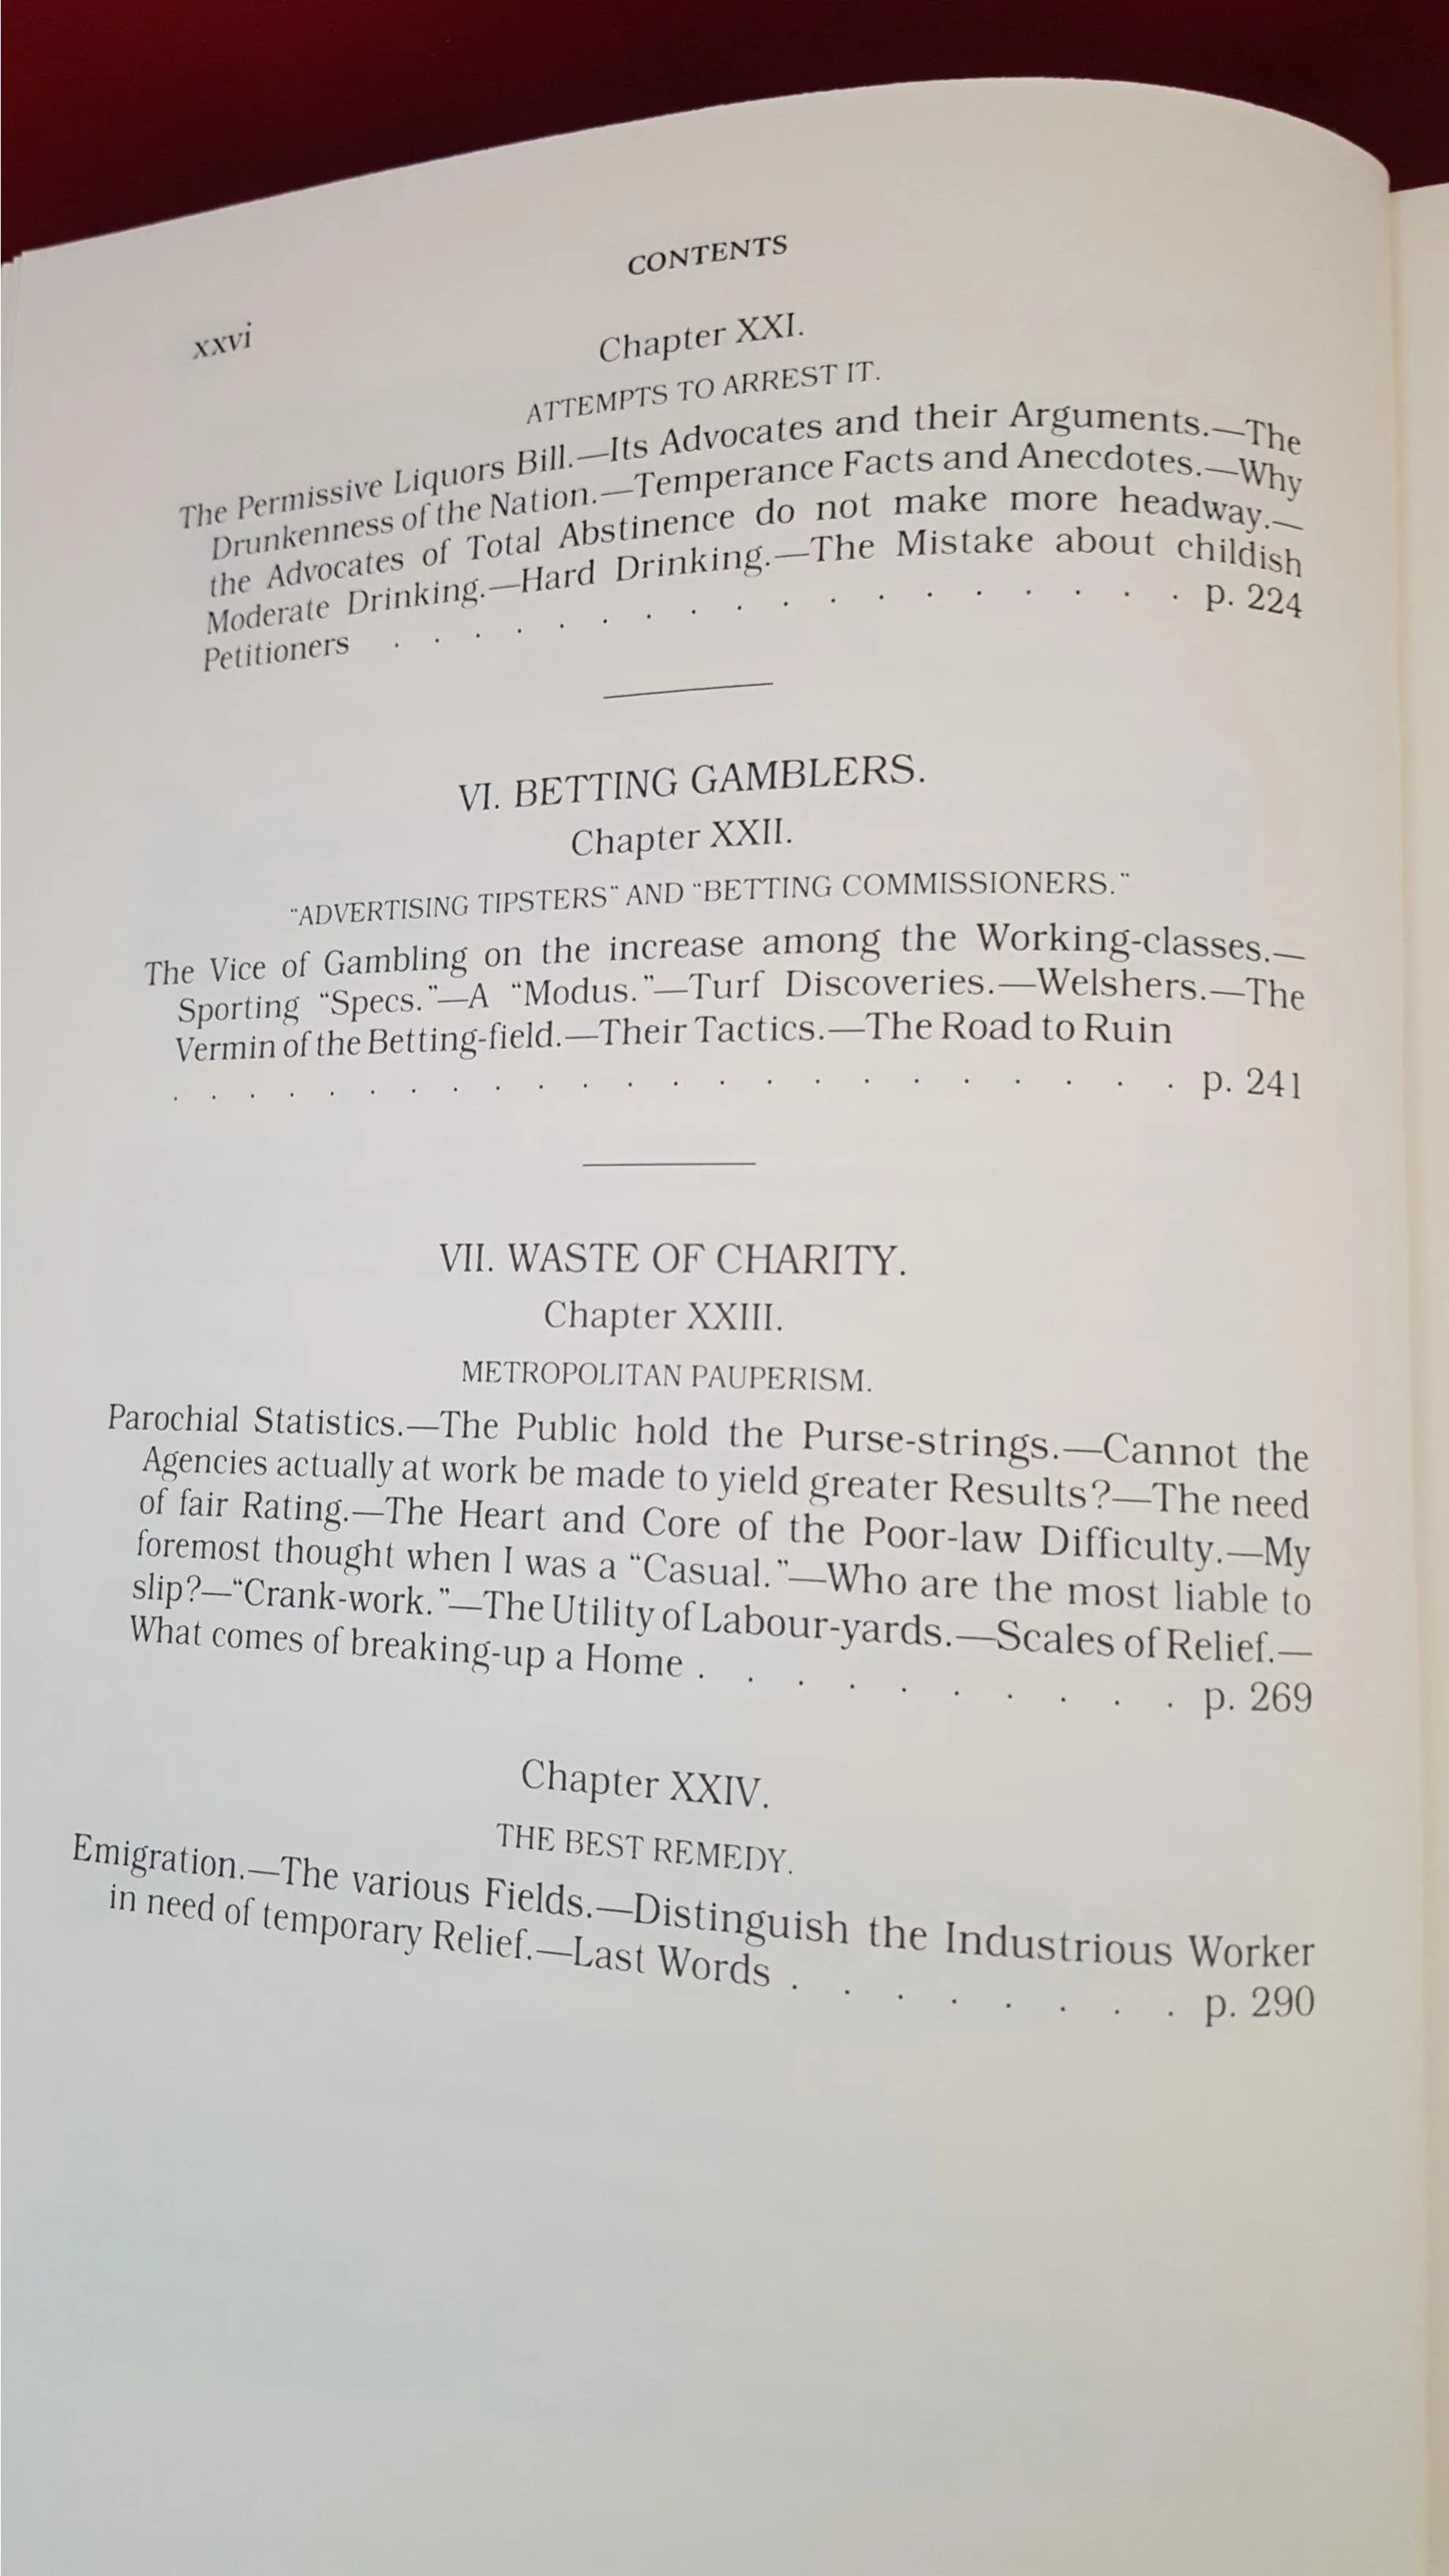 CONTENTS
xxvi
Chapter XXI.
ATTEMPTS TO ARREST IT.
The Permissive Liquors Bill.—Its Advocates and their Arguments.—The
Drunkenness of the Nation.—Temperance Facts and Anecdotes.—Why
the Advocates of Total Abstinence do not make more headway.—
Moderate Drinking.—Hard Drinking.—The Mistake about childish
Petitioners . . . . . . . . . . . . . . . . . . p. 224
VI. BETTING GAMBLERS.
Chapter XXII.
"ADVERTISING TIPSTERS" AND "BETTING COMMISSIONERS."
The Vice of Gambling on the increase among the Working-classes.—
Sporting “Specs.”—A “Modus.”—Turf Discoveries.—Welshers.—The
Vermin of the Betting-field.—Their Tactics.—The Road to Ruin
. . . . . . . . . . . . . . . . . . . . . . . . p. 241
VII. WASTE OF CHARITY.
Chapter XXIII.
METROPOLITAN PAUPERISM.
Parochial Statistics.—The Public hold the Purse-strings.—Cannot the
Agencies actually at work be made to yield greater Results?—The need
of fair Rating.—The Heart and Core of the Poor-law Difficulty.—My
foremost thought when I was a “Casual.”—Who are the most liable to
slip?—“Crank-work.”—The Utility of Labour-yards.—Scales of Relief.—
What comes of breaking-up a Home . . . . . . . . . . p. 269
Chapter XXIV.
THE BEST REMEDY.
Emigration.—The various Fields.—Distinguish the Industrious Worker
in need of temporary Relief.—Last Words . . . . . . . . p. 290